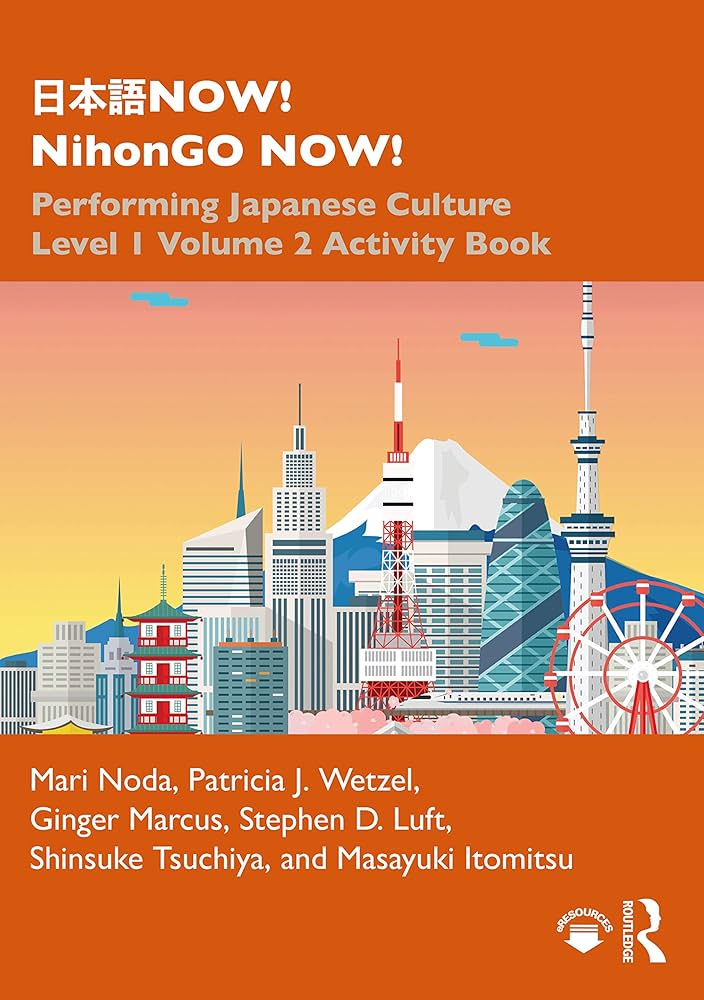 日本語NOW!
NihonGO NOW!
Performing Japanese Culture
Level 1 Volume 2 Activity Book
Mari Noda, Patricia J. Wetzel,
Ginger Marcus, Stephen D. Luft,
Shinsuke Tsuchiya, and Masayuki Itomitsu
eRESOURCES
ROUTLEDGE